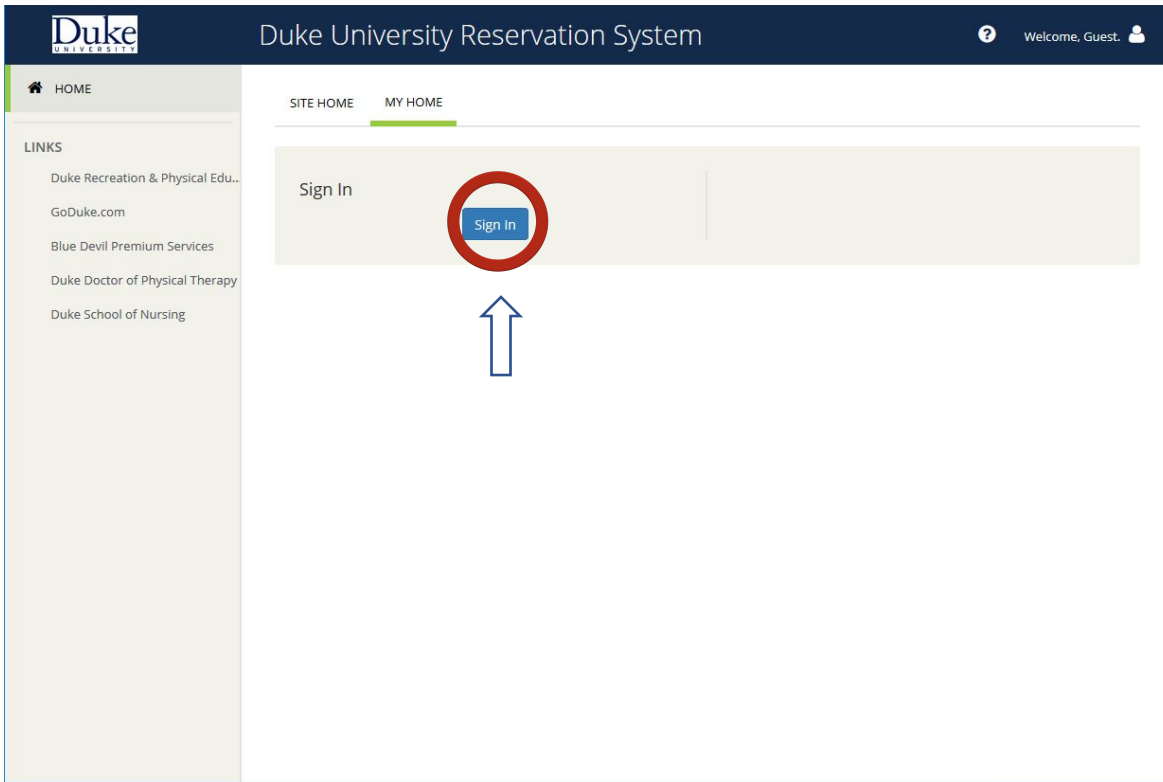 Duke
UNIVERSITY
Duke University Reservation System
?
Welcome, Guest.
HOME
LINKS
Duke Recreation & Physical Edu...
GoDuke.com
Blue Devil Premium Services
Duke Doctor of Physical Therapy
Duke School of Nursing
SITE HOME
MY HOME
Sign In
Sign In